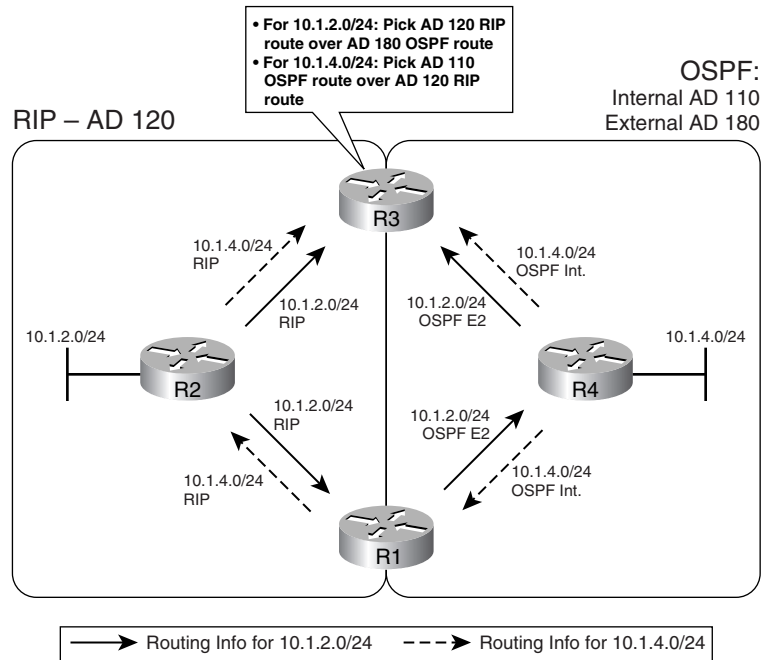 • For 10.1.2.0/24: Pick AD 120 RIP
route over AD 180 OSPF route
• For 10.1.4.0/24: Pick AD 110
OSPF route over AD 120 RIP
route
OSPF:
Internal AD 110
External AD 180
RIP – AD 120
R3
10.1.4.0/24
RIP
10.1.2.0/24
RIP
10.1.4.0/24
OSPF Int.
10.1.2.0/24
OSPF E2
10.1.2.0/24
R2
10.1.4.0/24
R4
10.1.2.0/24
RIP
10.1.4.0/24
RIP
10.1.2.0/24
OSPF E2
10.1.4.0/24
OSPF Int.
R1
Routing Info for 10.1.2.0/24
Routing Info for 10.1.4.0/24